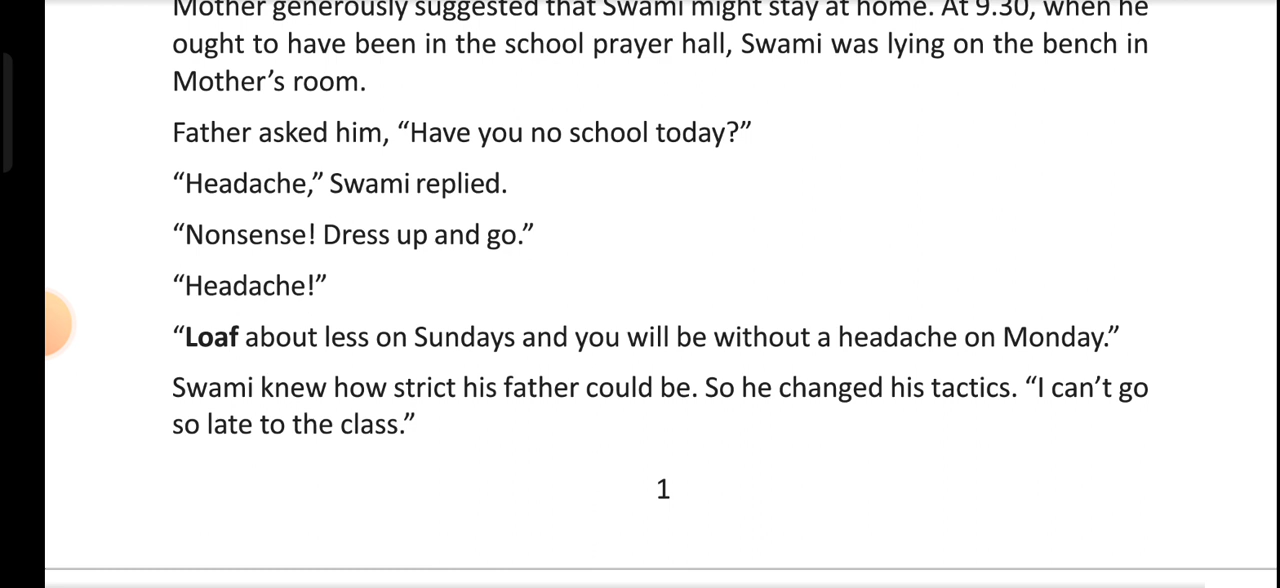 Mother generously suggested that Swami might stay at home. At 9.30, when he
ought to have been in the school prayer hall, Swami was lying on the bench in
Mother’s room.
Father asked him, “Have you no school today?”
“Headache,” Swami replied.
“Nonsense! Dress up and go.”
“Headache!”
“Loaf about less on Sundays and you will be without a headache on Monday.”
Swami knew how strict his father could be. So he changed his tactics. “I can’t go
so late to the class.”
1